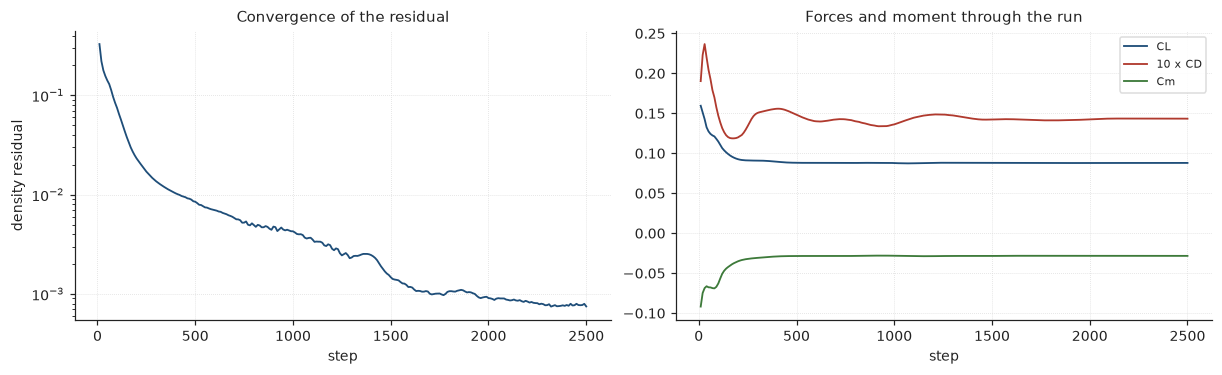 Convergence of the residual
density residual
10⁻¹
10⁻²
10⁻³
0 500 1000 1500 2000 2500
step
Forces and moment through the run
CL
10 x CD
Cm
0.25
0.20
0.15
0.10
0.05
0.00
−0.05
−0.10
0 500 1000 1500 2000 2500
step